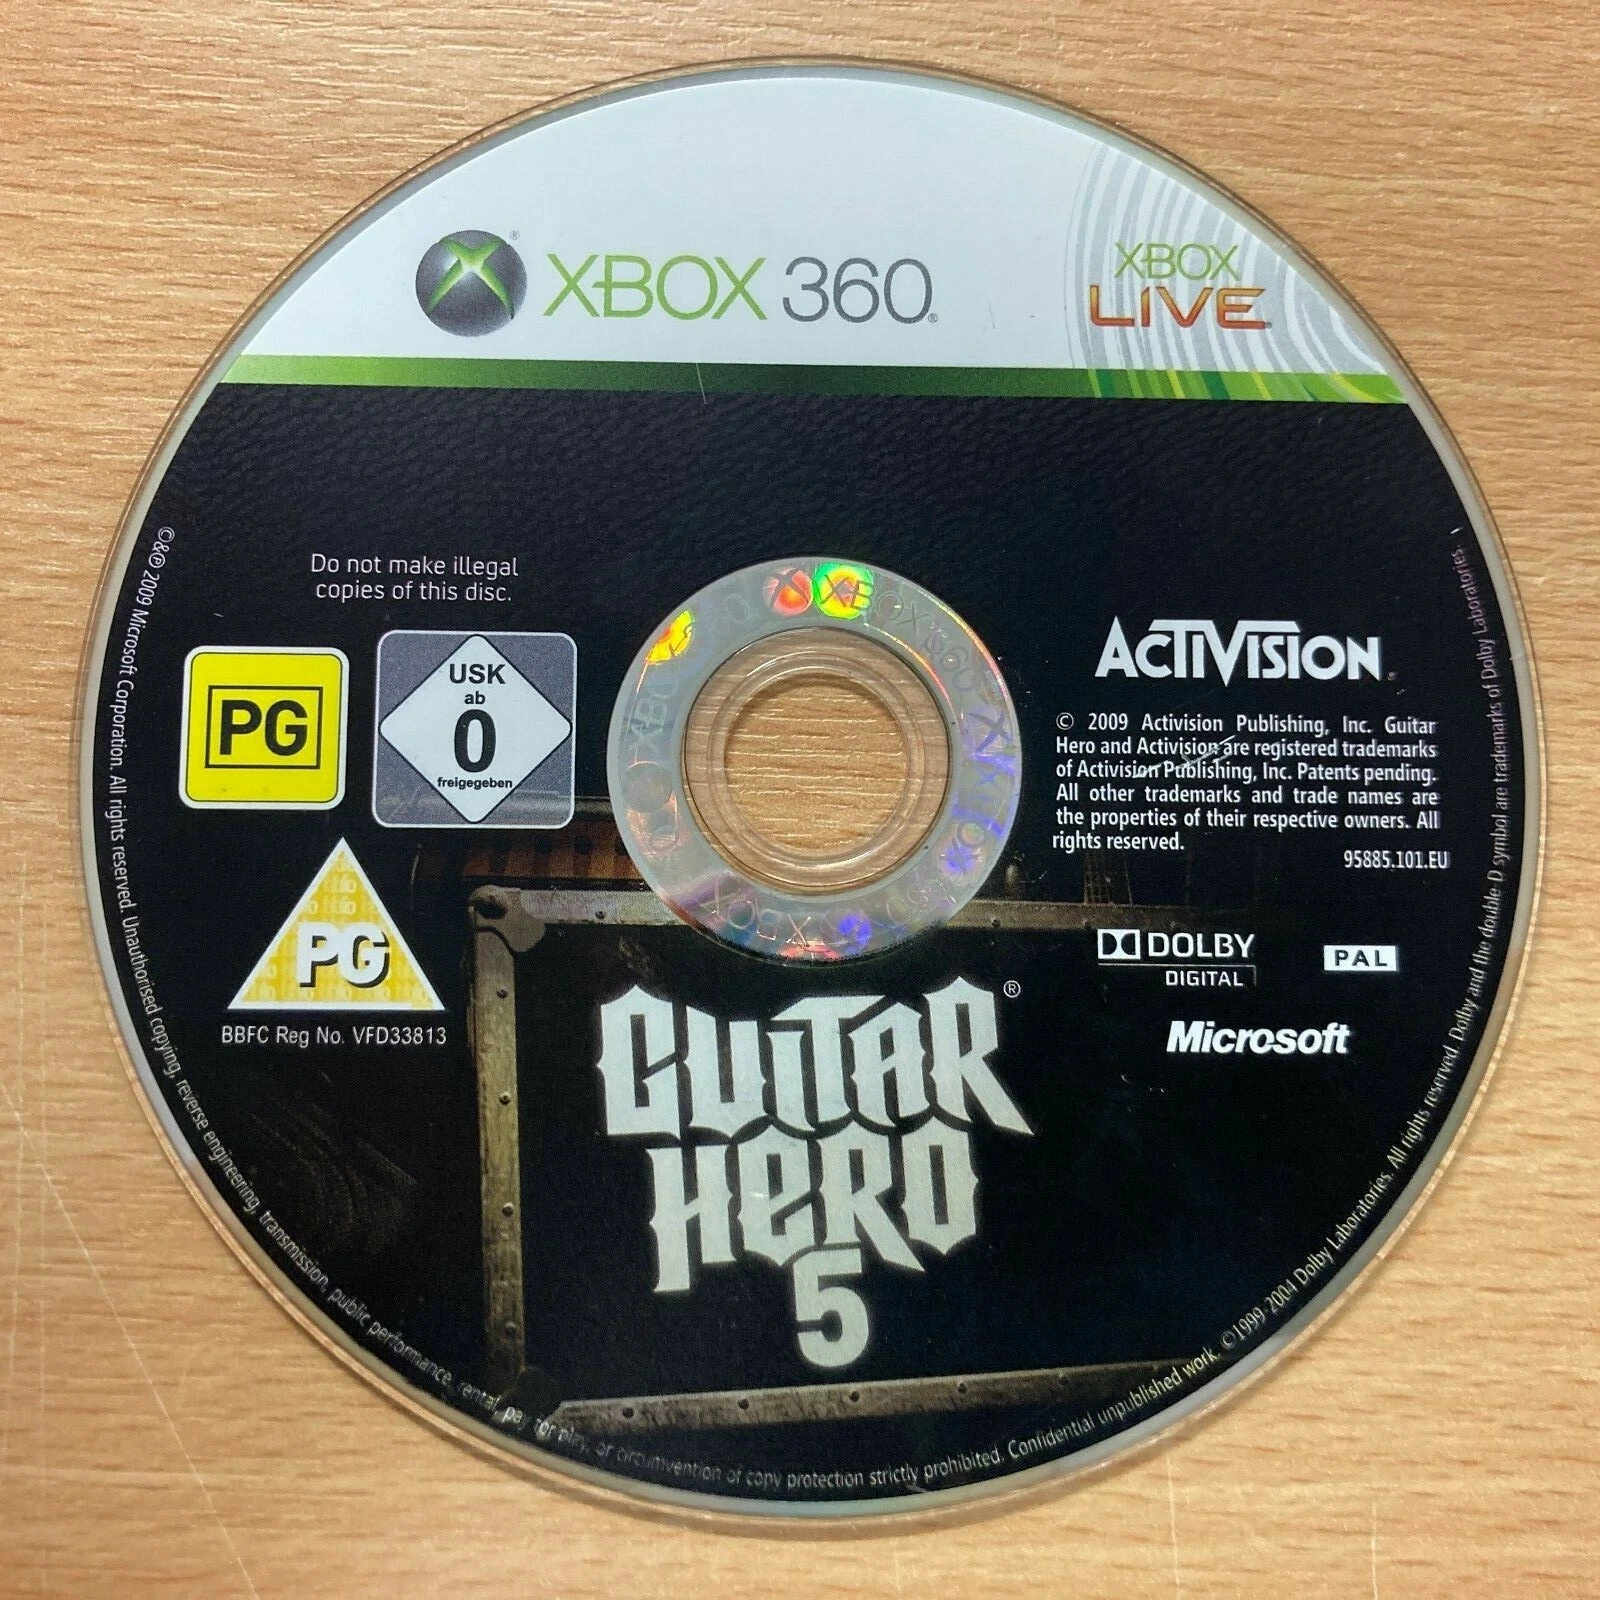 XBOX 360
XBOX
LIVE
Do not make illegal
copies of this disc.
PG
USK
ab
0
freigegeben
PG
BBFC Reg No. VFD33813
ACTIVISION
© 2009 Activision Publishing, Inc. Guitar
Hero and Activision are registered trademarks
of Activision Publishing, Inc. Patents pending.
All other trademarks and trade names are
the properties of their respective owners. All
rights reserved.
95885.101.EU
DOLBY
DIGITAL
PAL
Microsoft
GUITAR
HERO
5
©&℗ 2009 Microsoft Corporation. All rights reserved. Unauthorised copying, reverse engineering, transmission, public performance, rental, pay for play, or circumvention of copy protection strictly prohibited. Confidential unpublished work. ©1999-2004 Dolby Laboratories. All rights reserved. Dolby and the double-D symbol are trademarks of Dolby Laboratories.
XBOX 360